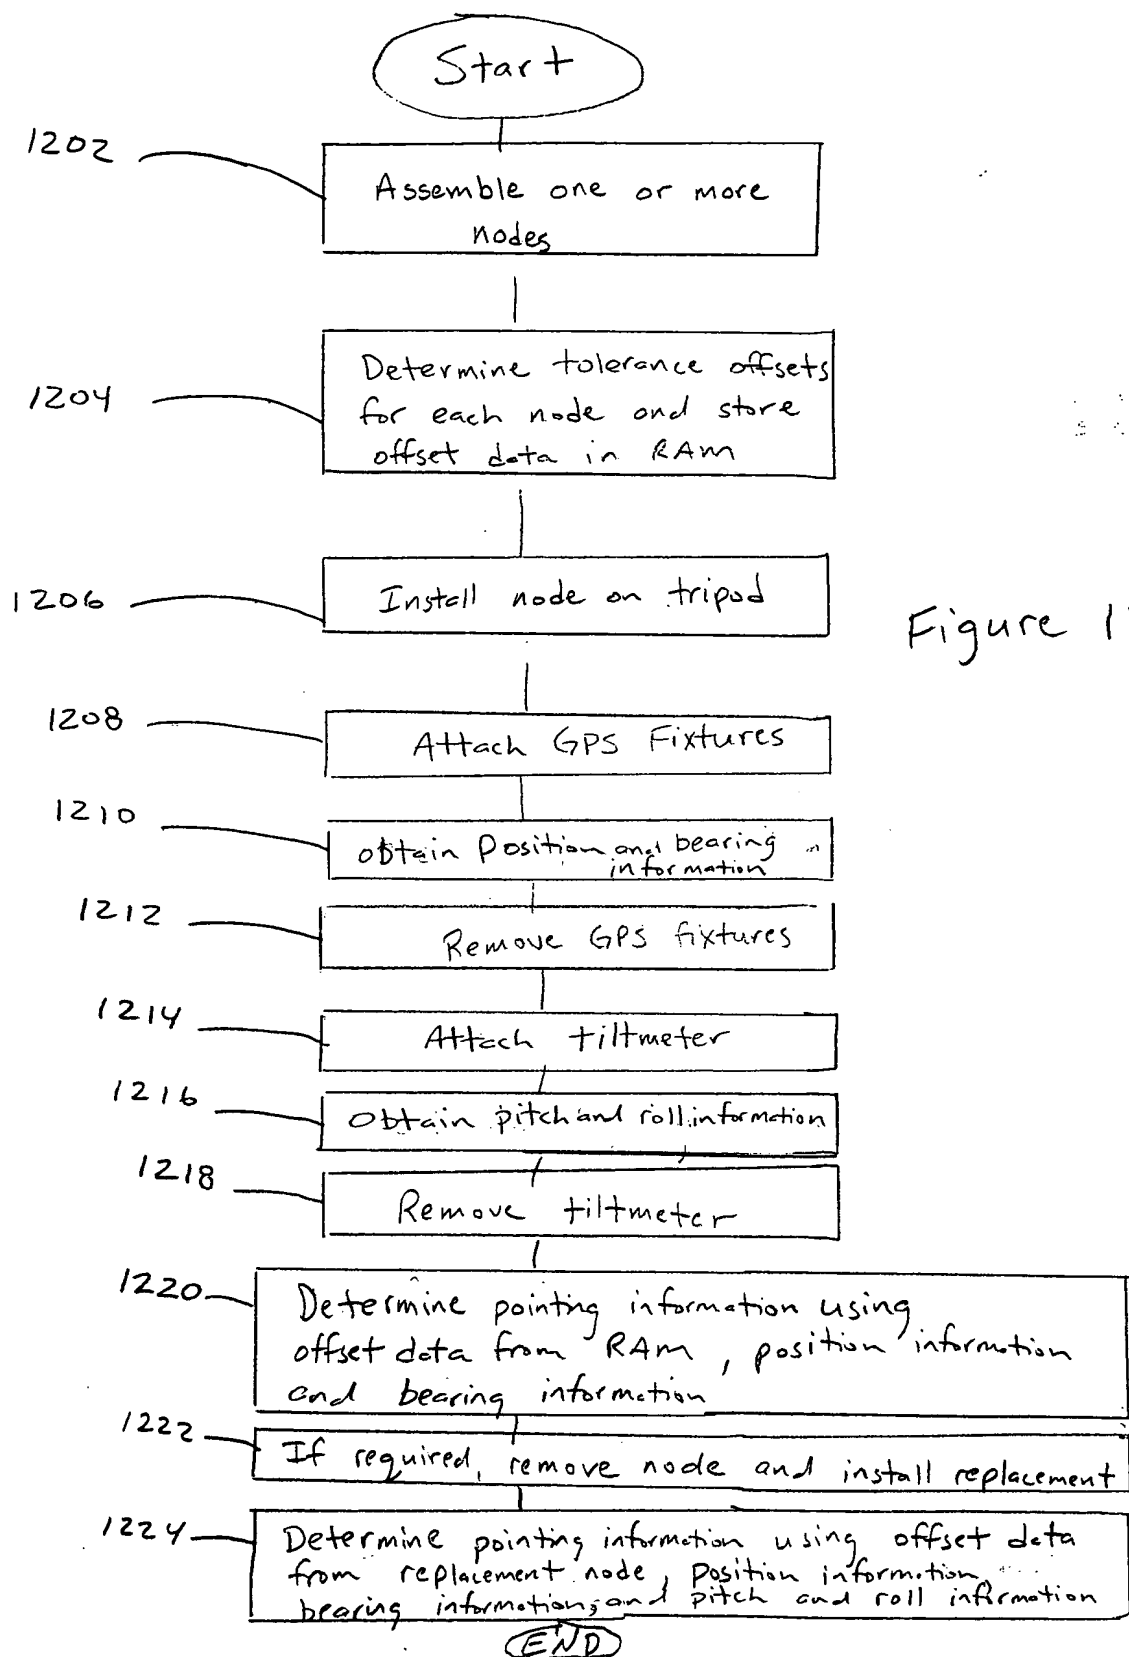 Start
1202
Assemble one or more
nodes
1204
Determine tolerance offsets
for each node and store
offset data in RAM
1206
Install node on tripod
Figure 1
1208
Attach GPS Fixtures
1210
obtain Position and bearing
information
1212
Remove GPS fixtures
1214
Attach tiltmeter
1216
Obtain pitch and roll information
1218
Remove tiltmeter
1220
Determine pointing information using
offset data from RAM, position information
and bearing information
1222
If required, remove node and install replacement
1224
Determine pointing information using offset data
from replacement node, position information,
bearing information, and pitch and roll information
END